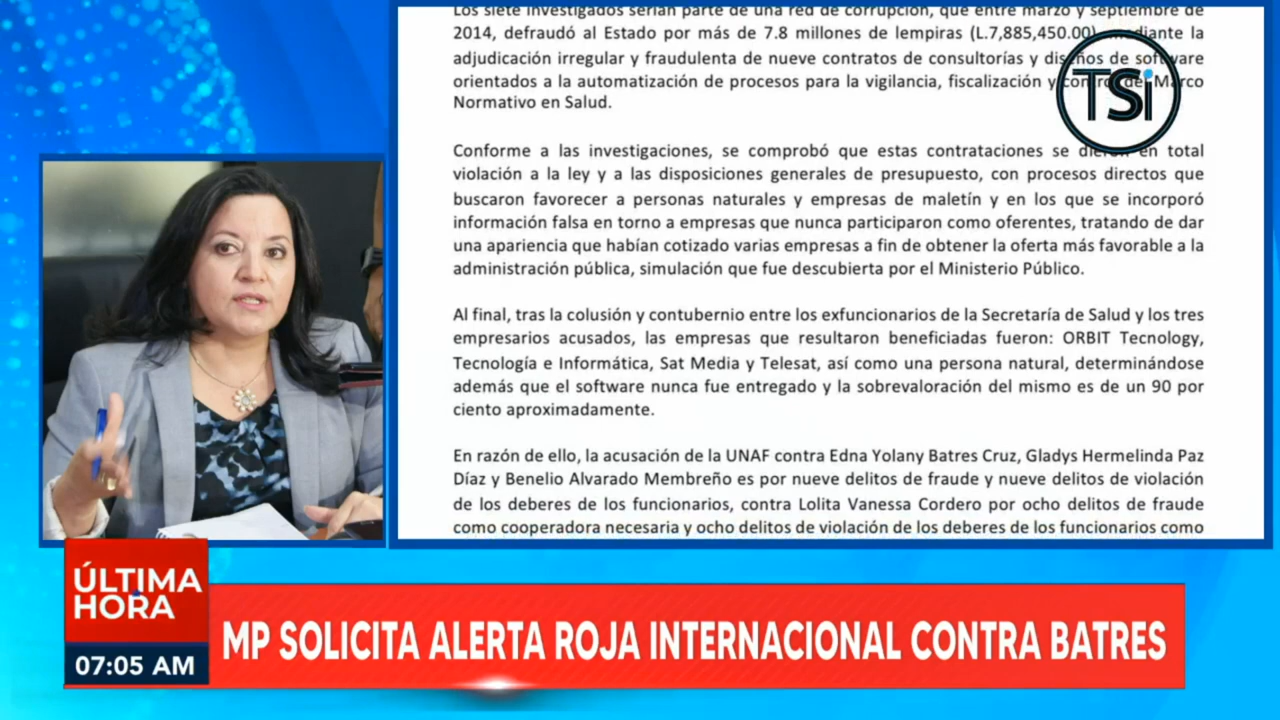 Los siete investigados serían parte de una red de corrupción, que entre marzo y septiembre de
2014, defraudó al Estado por más de 7.8 millones de lempiras (L.7,885,450.00), mediante la
adjudicación irregular y fraudulenta de nueve contratos de consultorías y diseños de software
orientados a la automatización de procesos para la vigilancia, fiscalización y control del Marco
Normativo en Salud.
TSi
Conforme a las investigaciones, se comprobó que estas contrataciones se dieron en total
violación a la ley y a las disposiciones generales de presupuesto, con procesos directos que
buscaron favorecer a personas naturales y empresas de maletín y en los que se incorporó
información falsa en torno a empresas que nunca participaron como oferentes, tratando de dar
una apariencia que habían cotizado varias empresas a fin de obtener la oferta más favorable a la
administración pública, simulación que fue descubierta por el Ministerio Público.
Al final, tras la colusión y contubernio entre los exfuncionarios de la Secretaría de Salud y los tres
empresarios acusados, las empresas que resultaron beneficiadas fueron: ORBIT Tecnology,
Tecnología e Informática, Sat Media y Telesat, así como una persona natural, determinándose
además que el software nunca fue entregado y la sobrevaloración del mismo es de un 90 por
ciento aproximadamente.
En razón de ello, la acusación de la UNAF contra Edna Yolany Batres Cruz, Gladys Hermelinda Paz
Díaz y Benelio Alvarado Membreño es por nueve delitos de fraude y nueve delitos de violación
de los deberes de los funcionarios, contra Lolita Vanessa Cordero por ocho delitos de fraude
como cooperadora necesaria y ocho delitos de violación de los deberes de los funcionarios como
ÚLTIMA
HORA
07:05 AM
MP SOLICITA ALERTA ROJA INTERNACIONAL CONTRA BATRES